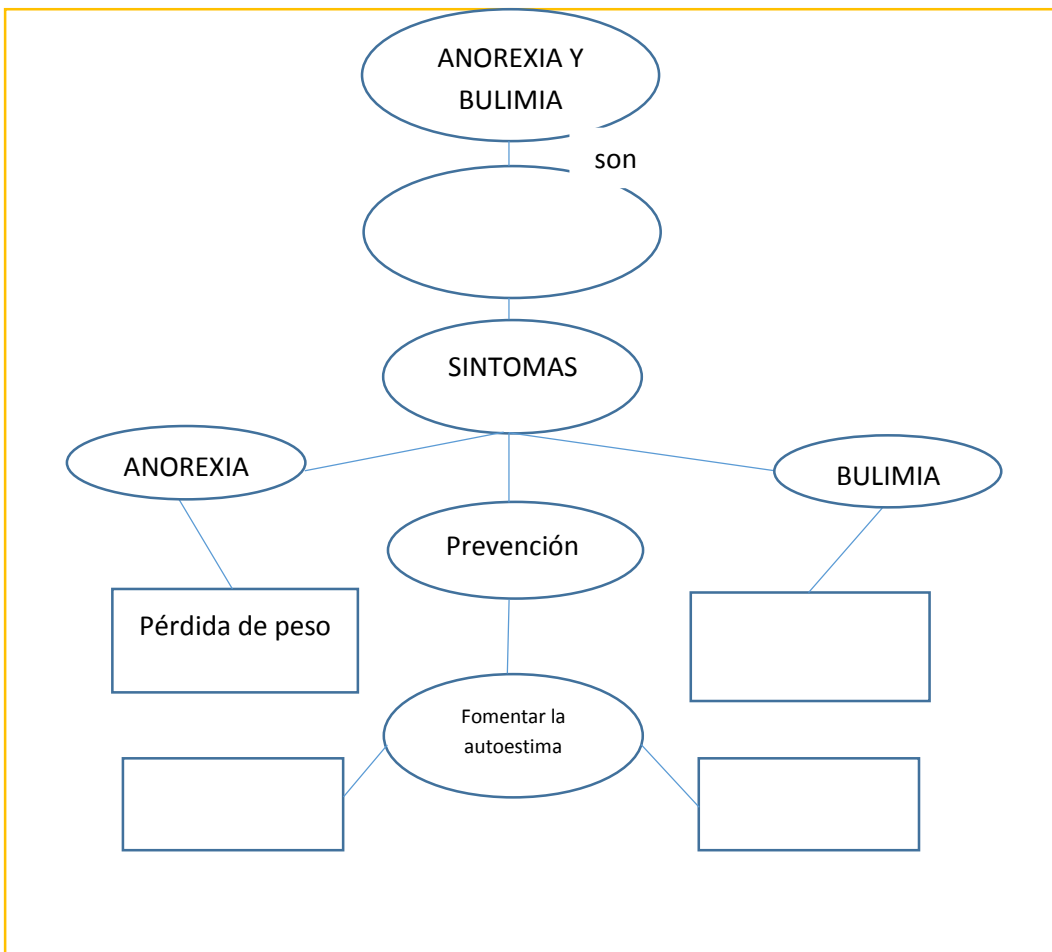 ANOREXIA Y
BULIMIA
son
SINTOMAS
ANOREXIA
BULIMIA
Prevención
Pérdida de peso
Fomentar la
autoestima